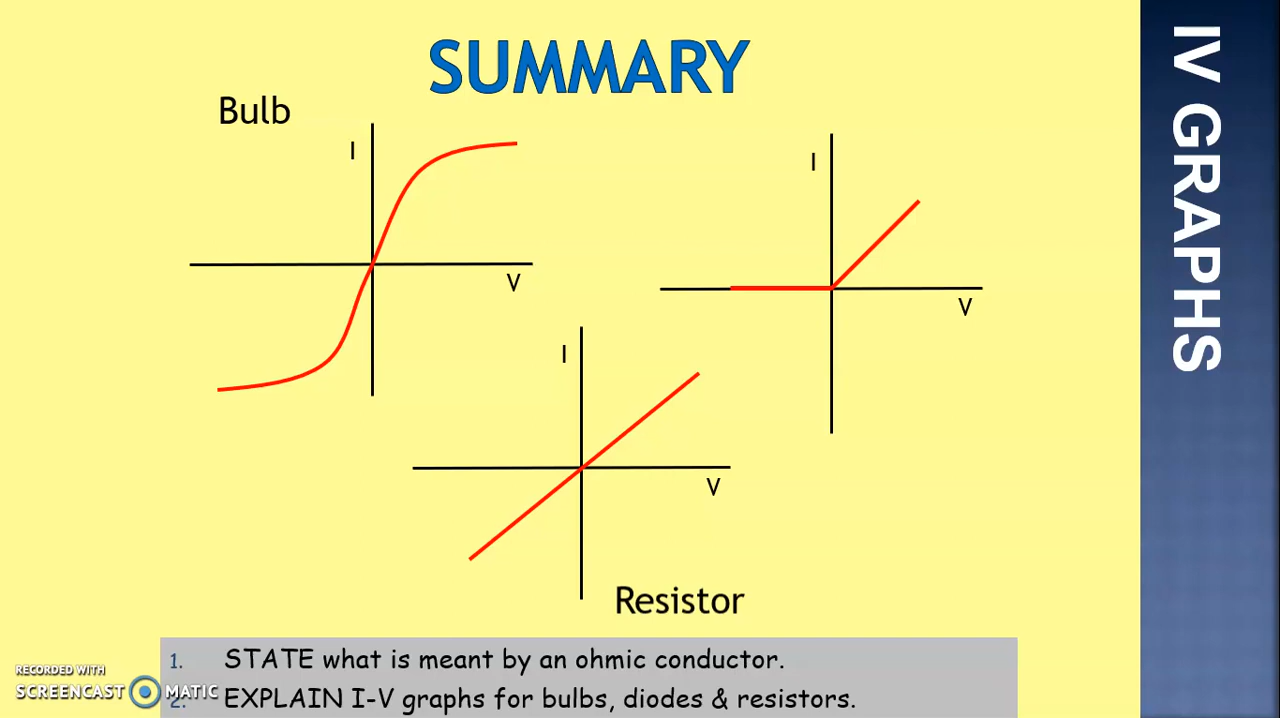 SUMMARY
Bulb
I
V
I
V
I
V
Resistor
1. STATE what is meant by an ohmic conductor.
2. EXPLAIN I-V graphs for bulbs, diodes & resistors.
IV GRAPHS
RECORDED WITH
SCREENCAST MATIC